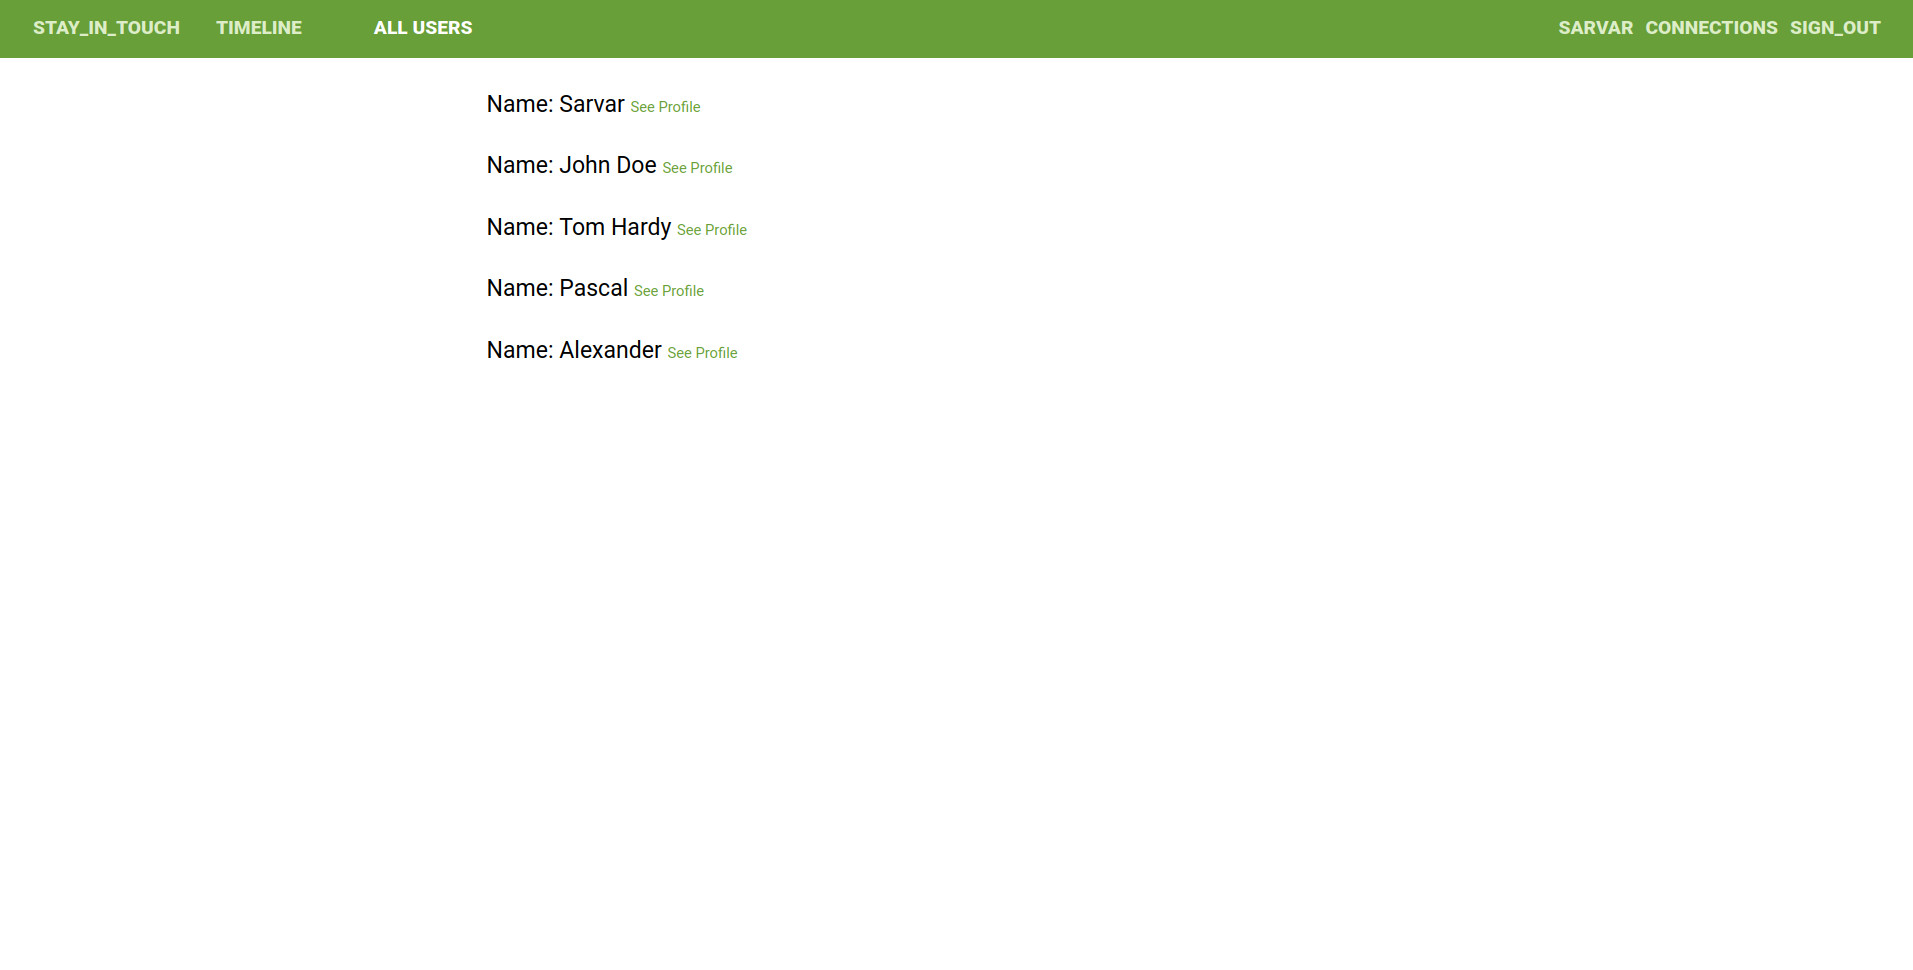 STAY_IN_TOUCH TIMELINE ALL USERS SARVAR CONNECTIONS SIGN_OUT
Name: Sarvar See Profile
Name: John Doe See Profile
Name: Tom Hardy See Profile
Name: Pascal See Profile
Name: Alexander See Profile